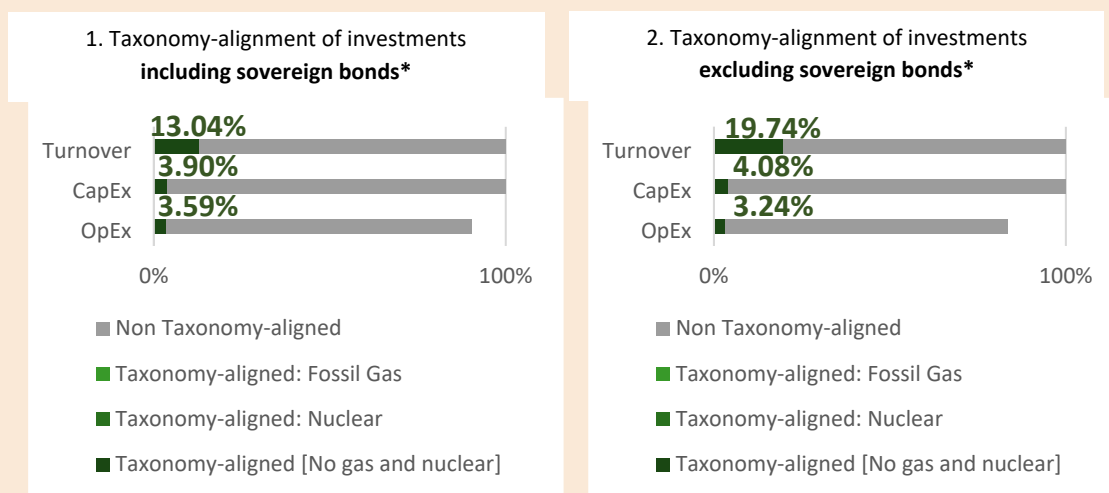 1. Taxonomy-alignment of investments
including sovereign bonds*
13.04%
Turnover
3.90%
CapEx
3.59%
OpEx
0%
100%
Non Taxonomy-aligned
Taxonomy-aligned: Fossil Gas
Taxonomy-aligned: Nuclear
Taxonomy-aligned [No gas and nuclear]
2. Taxonomy-alignment of investments
excluding sovereign bonds*
19.74%
Turnover
4.08%
CapEx
3.24%
OpEx
0%
100%
Non Taxonomy-aligned
Taxonomy-aligned: Fossil Gas
Taxonomy-aligned: Nuclear
Taxonomy-aligned [No gas and nuclear]